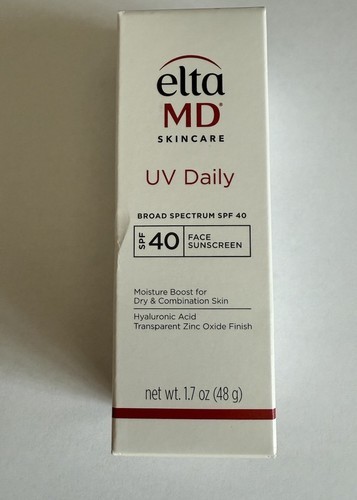 elta
MD®
SKINCARE
UV Daily
BROAD SPECTRUM SPF 40
SPF 40 FACE
SUNSCREEN
Moisture Boost for
Dry & Combination Skin
Hyaluronic Acid
Transparent Zinc Oxide Finish
net wt. 1.7 oz (48 g)